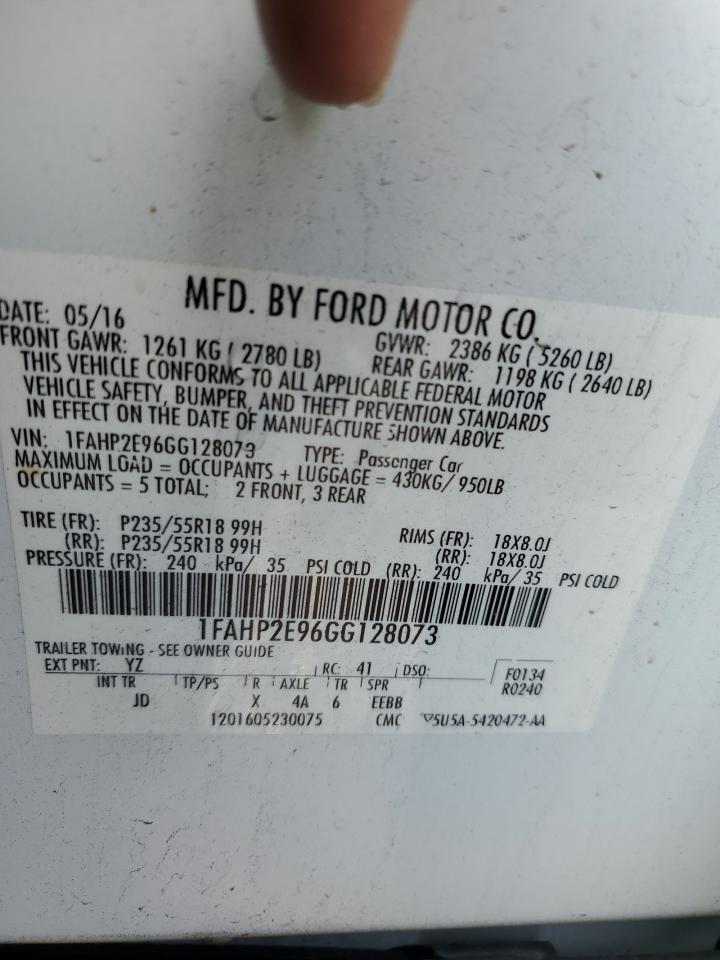 MFD. BY FORD MOTOR CO.
DATE: 05/16
GVWR: 2386 KG ( 5260 LB)
FRONT GAWR: 1261 KG ( 2780 LB)
REAR GAWR: 1198 KG ( 2640 LB)
THIS VEHICLE CONFORMS TO ALL APPLICABLE FEDERAL MOTOR
VEHICLE SAFETY, BUMPER, AND THEFT PREVENTION STANDARDS
IN EFFECT ON THE DATE OF MANUFACTURE SHOWN ABOVE.
VIN: 1FAHP2E96GG128073 TYPE: Passenger Car
MAXIMUM LOAD = OCCUPANTS + LUGGAGE = 430KG/ 950LB
OCCUPANTS = 5 TOTAL; 2 FRONT, 3 REAR
TIRE (FR): P235/55R18 99H RIMS (FR): 18X8.0J
(RR): P235/55R18 99H (RR): 18X8.0J
PRESSURE (FR): 240 kPa/ 35 PSI COLD (RR): 240 kPa/ 35 PSI COLD
1FAHP2E96GG128073
TRAILER TOWING - SEE OWNER GUIDE
EXT PNT: YZ RC: 41 DSO: F0134
INT TR TP/PS R AXLE TR SPR R0240
JD X 4A 6 EEBB
1201605230075 CMC ▽5U5A-5420472-AA